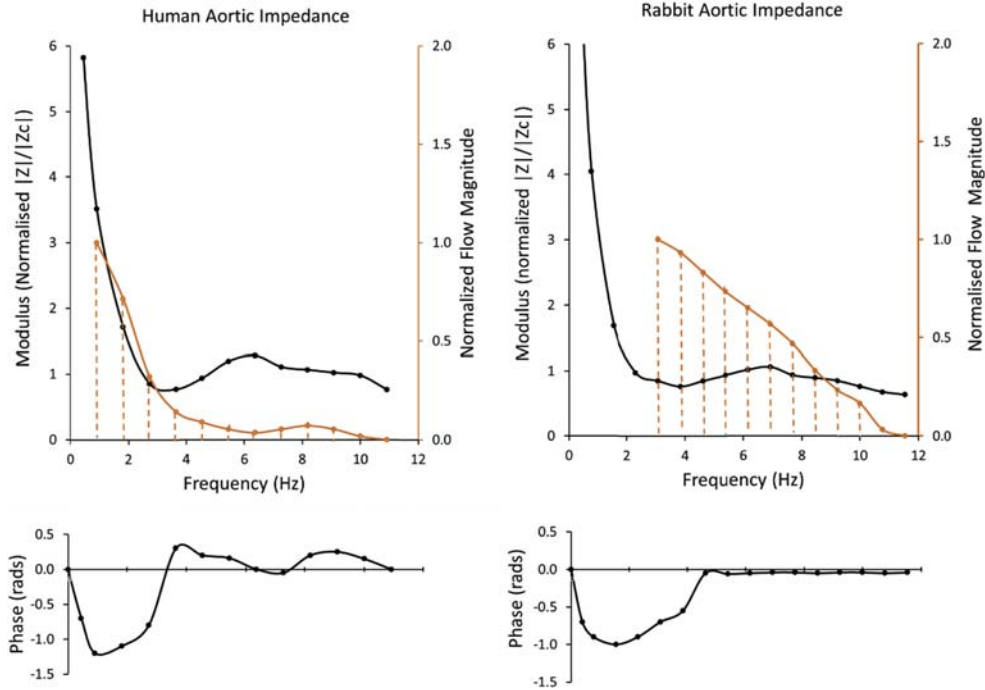 Human Aortic Impedance
Modulus (Normalised |Z|/|Zc|)
6
5
4
3
2
1
0
2.0
1.5
1.0
0.5
0.0
Normalized Flow Magnitude
0 2 4 6 8 10 12
Frequency (Hz)
Phase (rads)
0.5
0.0
-0.5
-1.0
-1.5
Rabbit Aortic Impedance
Modulus (normalized |Z|/|Zc|)
6
5
4
3
2
1
0
2.0
1.5
1.0
0.5
0.0
Normalised Flow Magnitude
0 2 4 6 8 10 12
Frequency (Hz)
Phase (rads)
0.5
0.0
-0.5
-1.0
-1.5